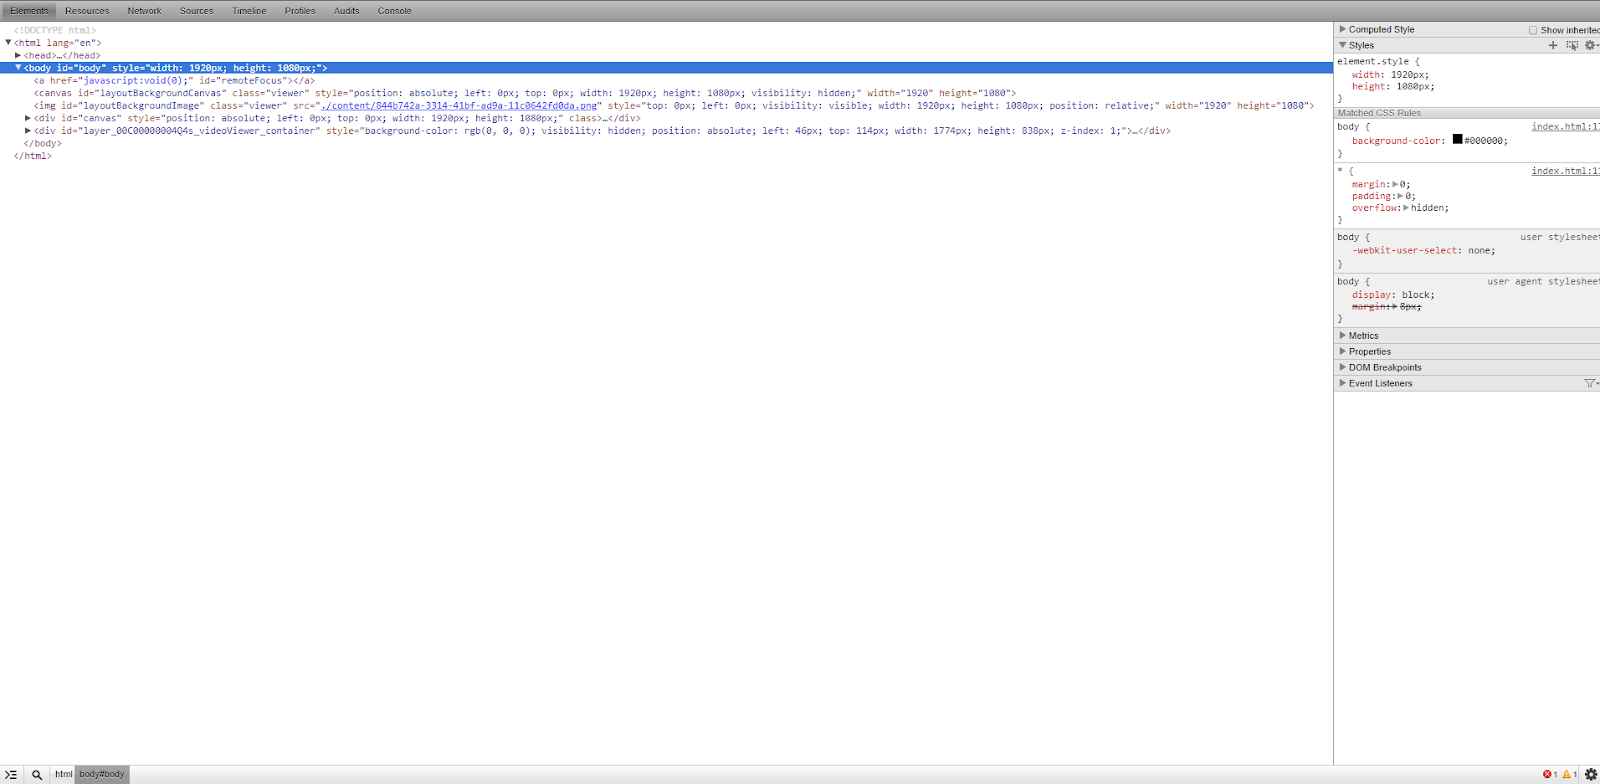 Elements Resources Network Sources Timeline Profiles Audits Console
<!DOCTYPE html>
<html lang="en">
<head>…</head>
<body id="body" style="width: 1920px; height: 1080px;">
<a href="javascript:void(0);" id="remoteFocus"></a>
<canvas id="layoutBackgroundCanvas" class="viewer" style="position: absolute; left: 0px; top: 0px; width: 1920px; height: 1080px; visibility: hidden;" width="1920" height="1080">
<img id="layoutBackgroundImage" class="viewer" src="./content/844b742a-3314-41bf-ad9a-11c0642fd0da.png" style="top: 0px; left: 0px; visibility: visible; width: 1920px; height: 1080px; position: relative;" width="1920" height="1080">
<div id="canvas" style="position: absolute; left: 0px; top: 0px; width: 1920px; height: 1080px;" class>…</div>
<div id="layer_00C00000004Q4s_videoViewer_container" style="background-color: rgb(0, 0, 0); visibility: hidden; position: absolute; left: 46px; top: 114px; width: 1774px; height: 838px; z-index: 1;">…</div>
</body>
</html>
Computed Style Show inherited
Styles
element.style {
width: 1920px;
height: 1080px;
}
Matched CSS Rules
body { index.html:17
background-color: #000000;
}
* { index.html:11
margin: 0;
padding: 0;
overflow: hidden;
}
body { user stylesheet
-webkit-user-select: none;
}
body { user agent stylesheet
display: block;
margin: 8px;
}
Metrics
Properties
DOM Breakpoints
Event Listeners
html body#body 1 1